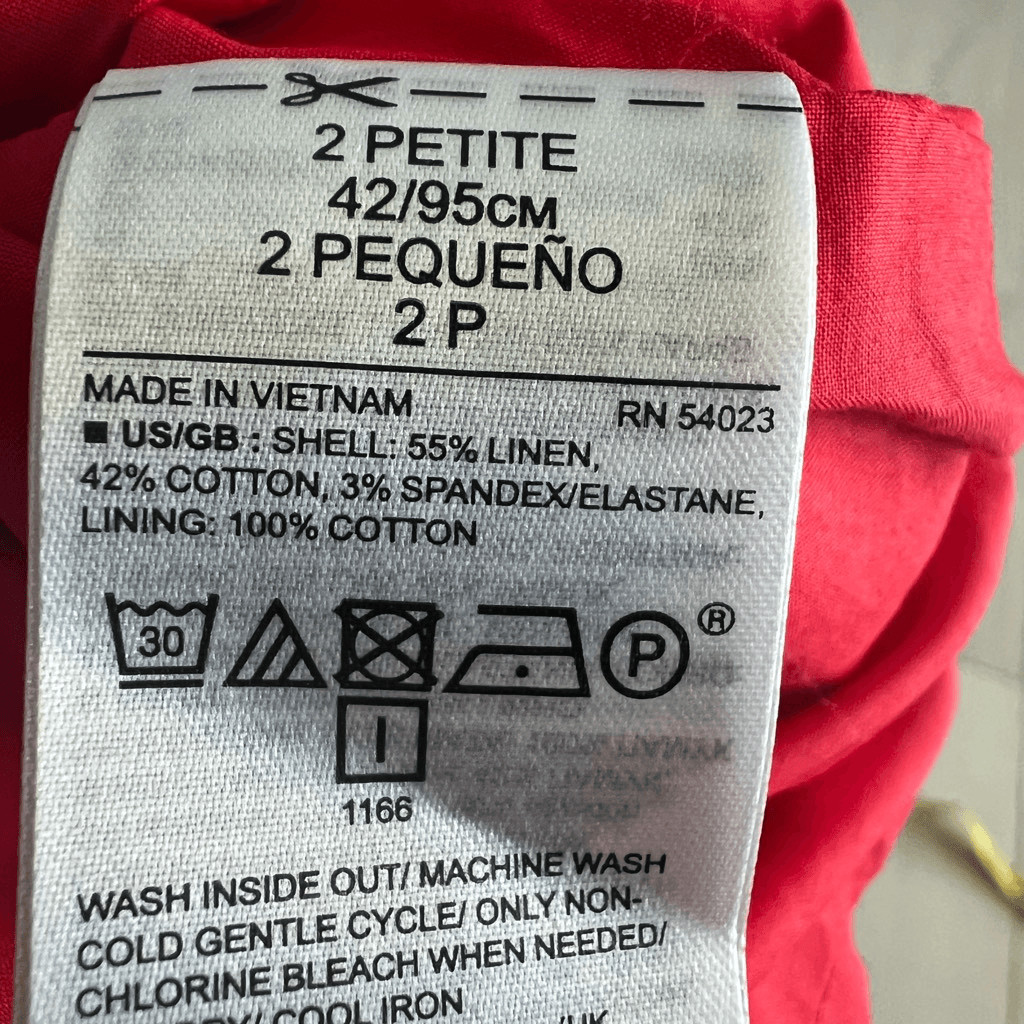 2 PETITE
42/95CM
2 PEQUEÑO
2 P
MADE IN VIETNAM
RN 54023
■ US/GB : SHELL: 55% LINEN,
42% COTTON, 3% SPANDEX/ELASTANE,
LINING: 100% COTTON
30
P
®
1166
WASH INSIDE OUT/ MACHINE WASH
COLD GENTLE CYCLE/ ONLY NON-
CHLORINE BLEACH WHEN NEEDED/
COOL IRON
/UK